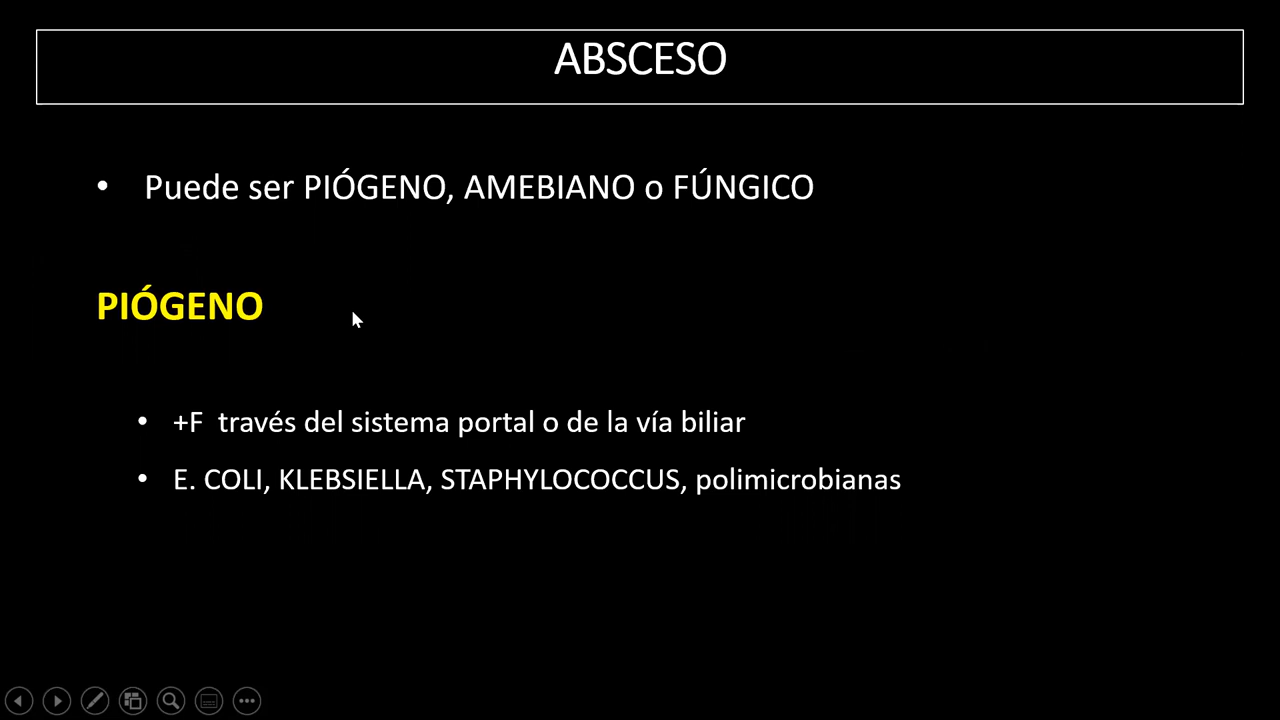 ABSCESO
• Puede ser PIÓGENO, AMEBIANO o FÚNGICO
PIÓGENO
• +F través del sistema portal o de la vía biliar
• E. COLI, KLEBSIELLA, STAPHYLOCOCCUS, polimicrobianas